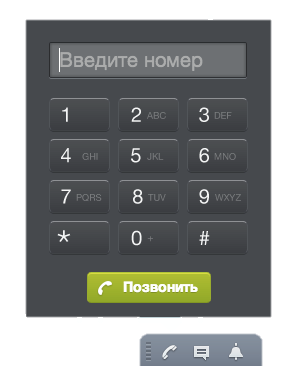 Введите номер
1 2 ABC 3 DEF
4 GHI 5 JKL 6 MNO
7 PQRS 8 TUV 9 WXYZ
* 0 + #
Позвонить